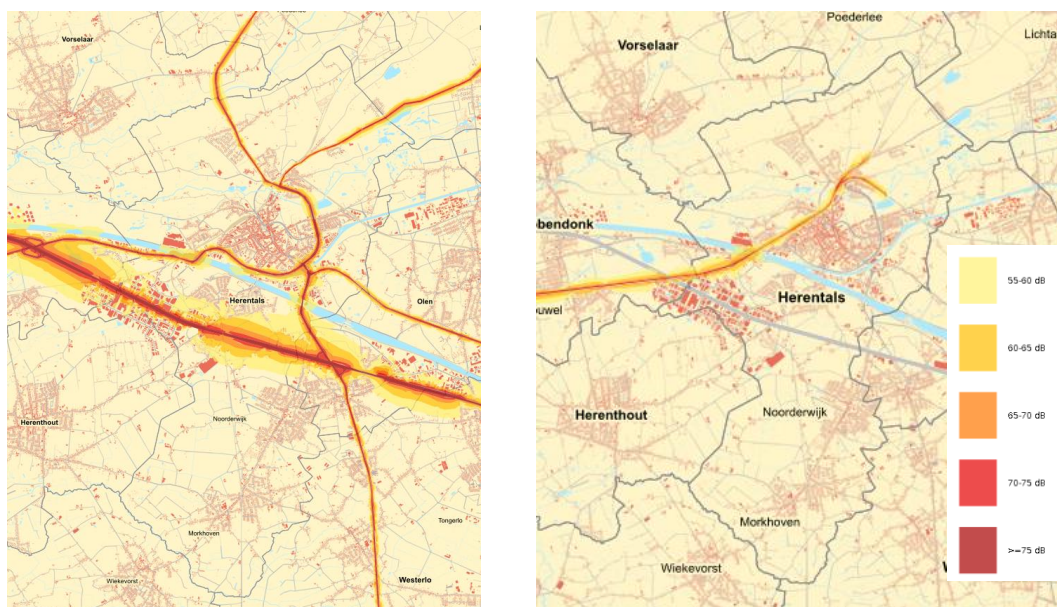 Vorselaar
Herentals
Olen
Herenthout
Noorderwijk
Tongerlo
Morkhoven
Wiekevorst
Westerlo
Poederlee
Vorselaar
Lichta
bendonk
Herentals
ouwel
Herenthout
Noorderwijk
Morkhoven
Wiekevorst
W
55-60 dB
60-65 dB
65-70 dB
70-75 dB
>=75 dB